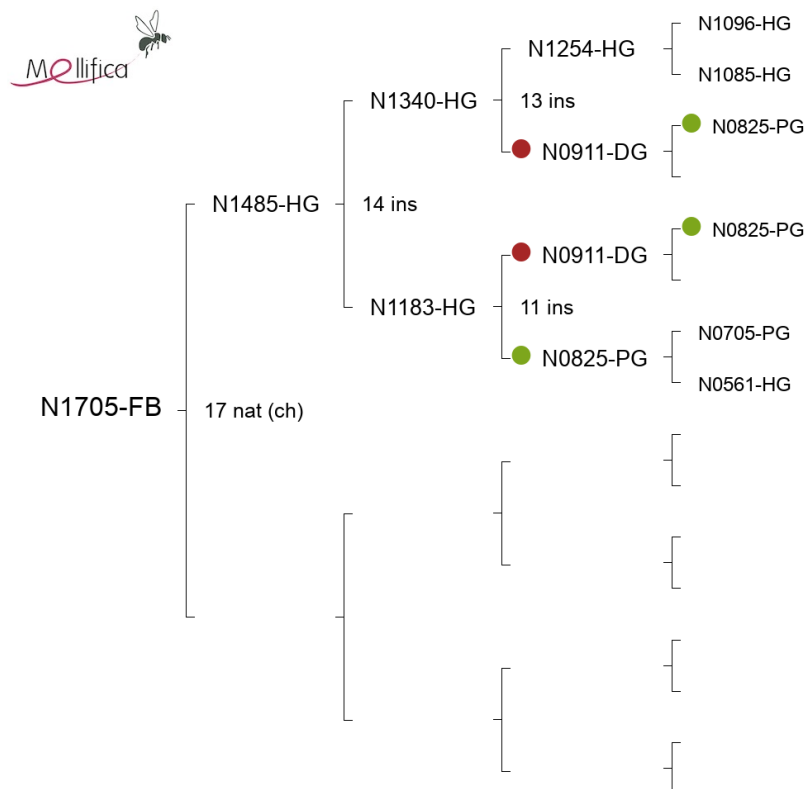 Mellifica
N1096-HG
N1254-HG
N1085-HG
N1340-HG
13 ins
N0825-PG
N0911-DG
N1485-HG
14 ins
N0825-PG
N0911-DG
N1183-HG
11 ins
N0705-PG
N0825-PG
N0561-HG
N1705-FB
17 nat (ch)